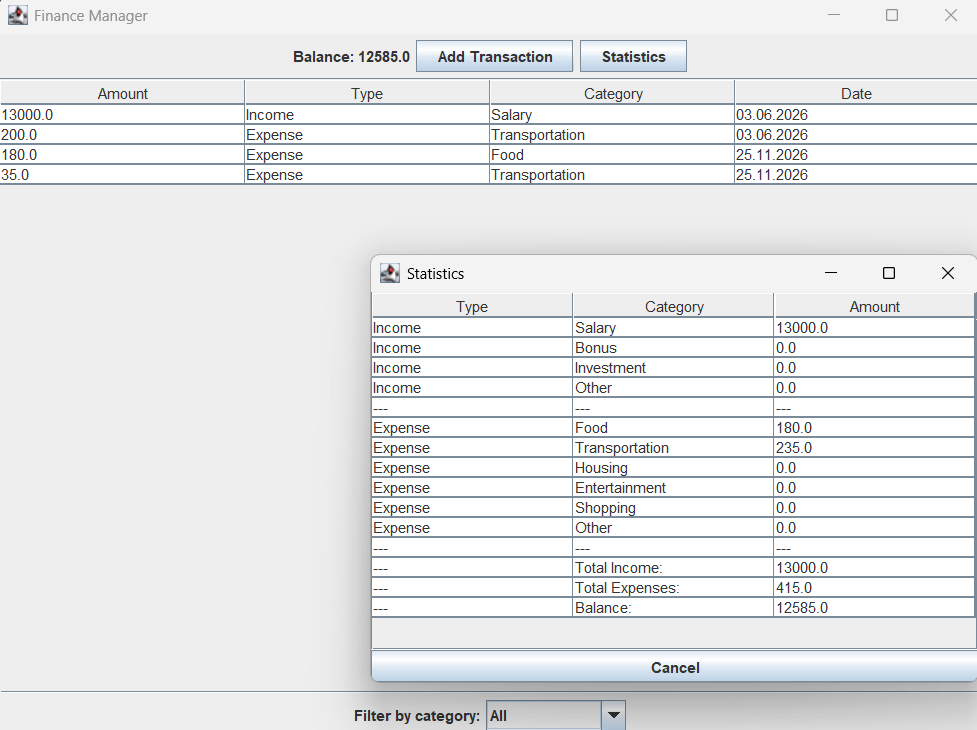 Finance Manager
Balance: 12585.0 Add Transaction Statistics
Amount Type Category Date
13000.0 Income Salary 03.06.2026
200.0 Expense Transportation 03.06.2026
180.0 Expense Food 25.11.2026
35.0 Expense Transportation 25.11.2026
Statistics
Type Category Amount
Income Salary 13000.0
Income Bonus 0.0
Income Investment 0.0
Income Other 0.0
--- --- ---
Expense Food 180.0
Expense Transportation 235.0
Expense Housing 0.0
Expense Entertainment 0.0
Expense Shopping 0.0
Expense Other 0.0
--- --- ---
--- Total Income: 13000.0
--- Total Expenses: 415.0
--- Balance: 12585.0
Cancel
Filter by category: All